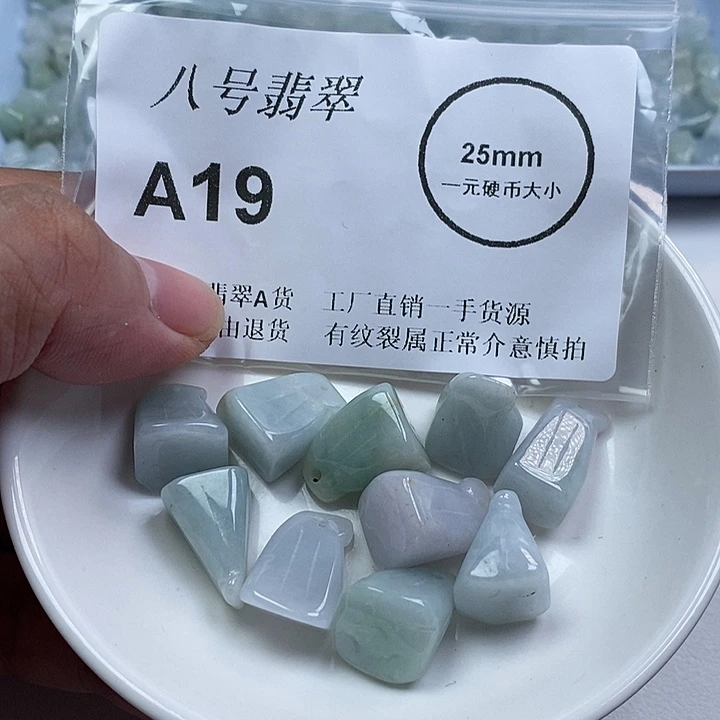 八号翡翠
A19
25mm
一元硬币大小
翡翠A货 工厂直销一手货源
由退货 有纹裂属正常介意慎拍